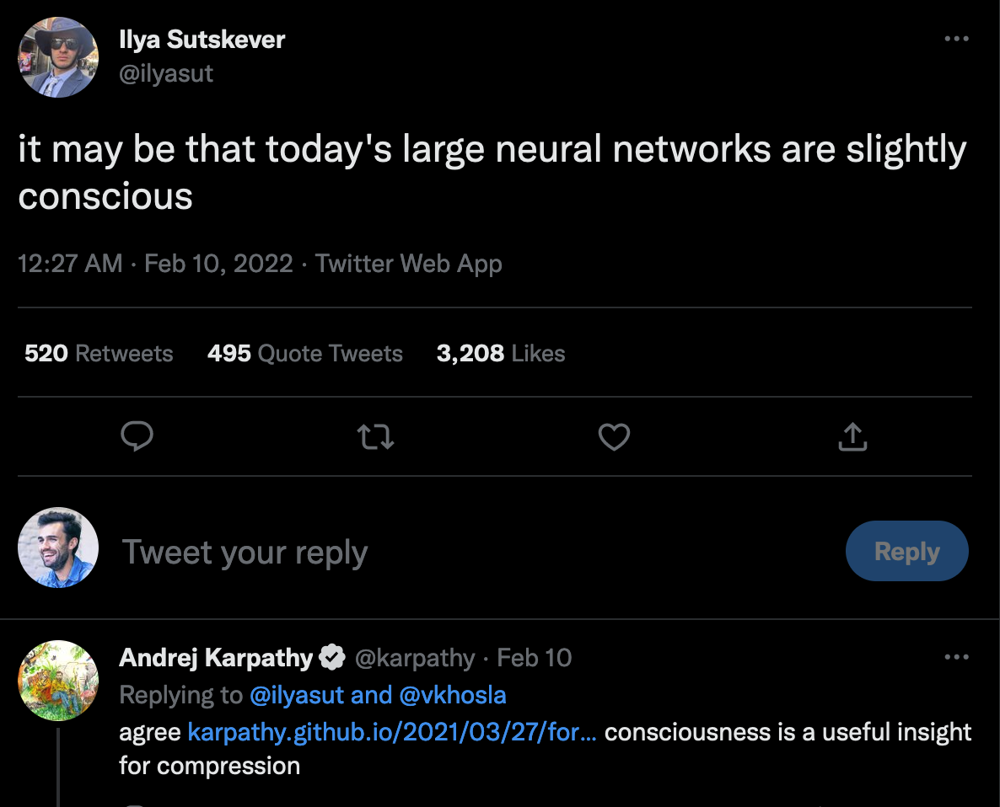 Ilya Sutskever
@ilyasut
it may be that today's large neural networks are slightly
conscious
12:27 AM · Feb 10, 2022 · Twitter Web App
520 Retweets 495 Quote Tweets 3,208 Likes
Tweet your reply
Reply
Andrej Karpathy @karpathy · Feb 10
Replying to @ilyasut and @vkhosla
agree karpathy.github.io/2021/03/27/for... consciousness is a useful insight
for compression